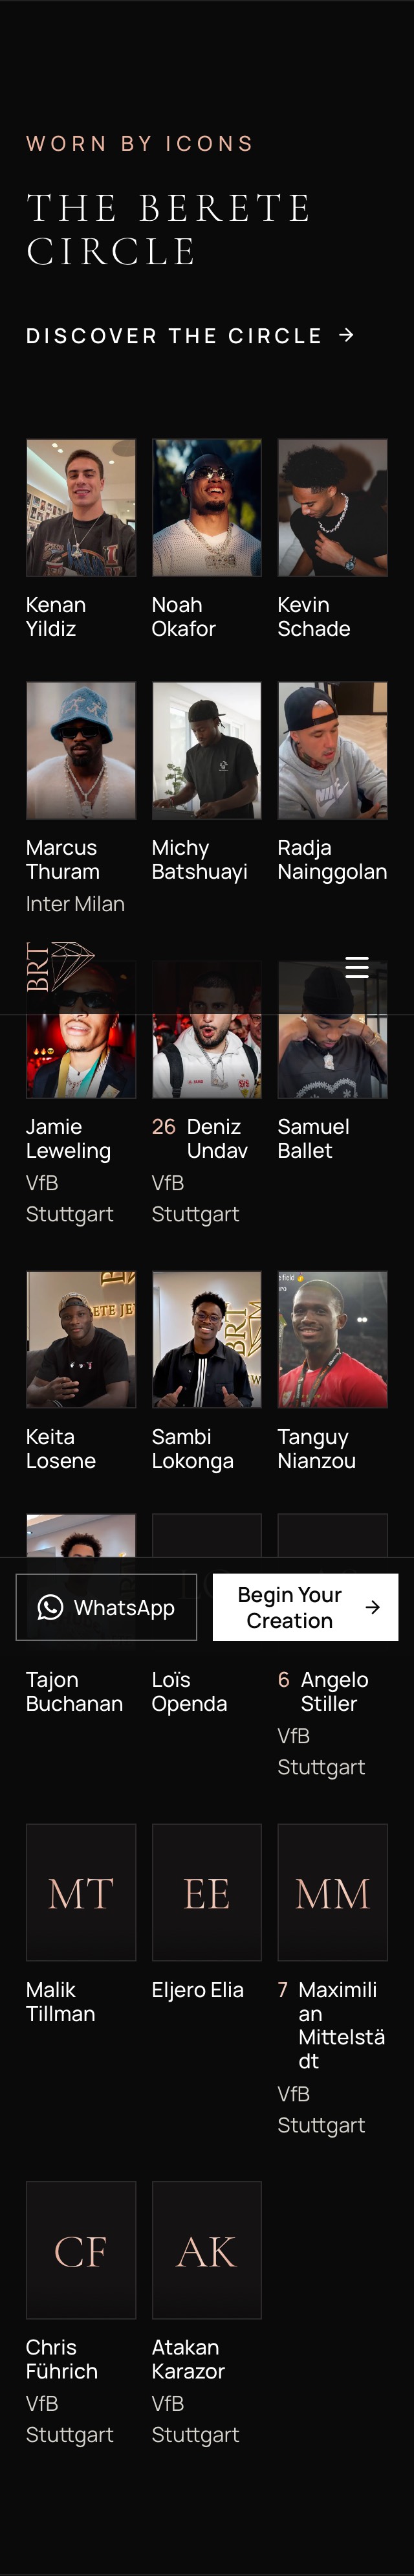 WORN BY ICONS
THE BERETE
CIRCLE
DISCOVER THE CIRCLE →
Kenan
Yildiz
Noah
Okafor
Kevin
Schade
Marcus
Thuram
Inter Milan
Michy
Batshuayi
Radja
Nainggolan
NIKE
BRT
Jamie
Leweling
VfB
Stuttgart
26 Deniz
Undav
VfB
Stuttgart
Samuel
Ballet
Keita
Losene
Sambi
Lokonga
Tanguy
Nianzou
WhatsApp
Begin Your
Creation →
Tajon
Buchanan
Loïs
Openda
6 Angelo
Stiller
VfB
Stuttgart
MT
EE
MM
Malik
Tillman
Eljero Elia
7 Maximili
an
Mittelstä
dt
VfB
Stuttgart
CF
AK
Chris
Führich
VfB
Stuttgart
Atakan
Karazor
VfB
Stuttgart